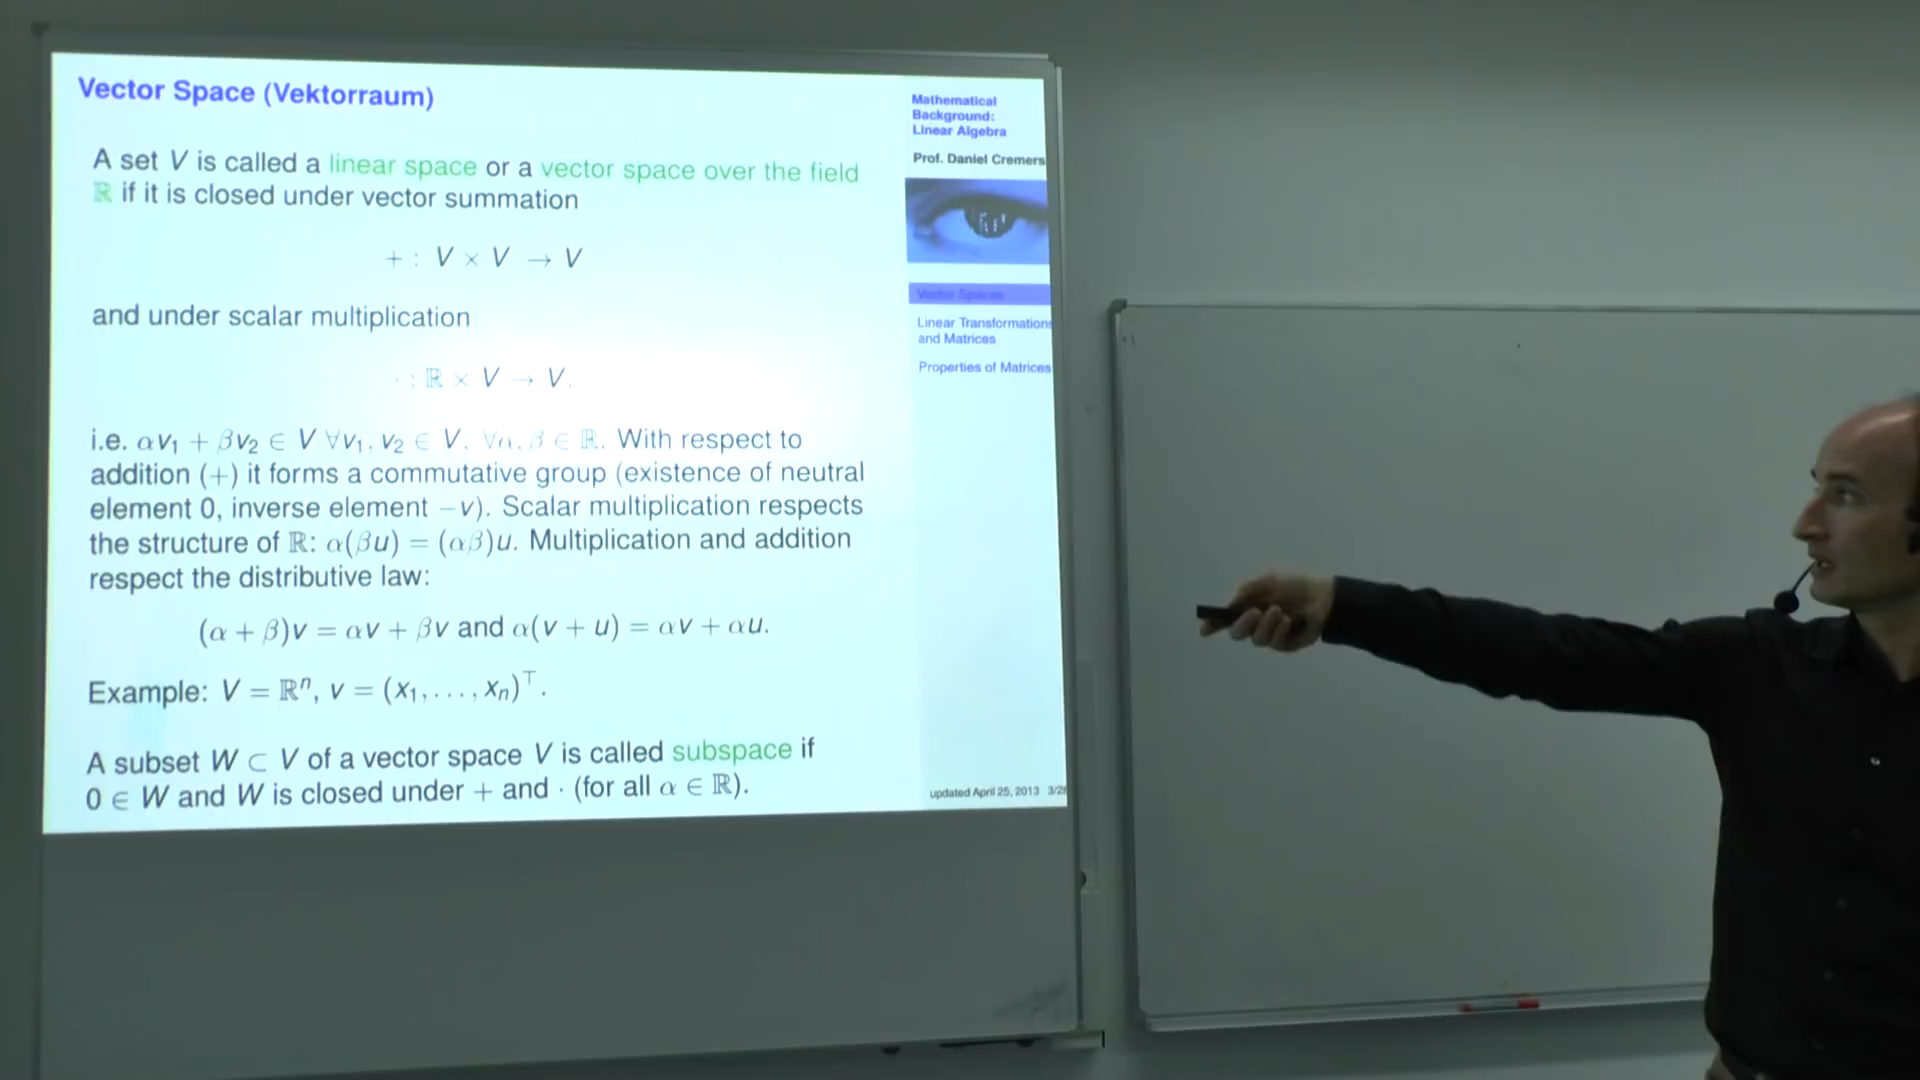 Vector Space (Vektorraum)
A set V is called a linear space or a vector space over the field
ℝ if it is closed under vector summation
+ : V × V → V
and under scalar multiplication
· : ℝ × V → V.
i.e. αv₁ + βv₂ ∈ V ∀v₁, v₂ ∈ V, ∀α, β ∈ ℝ. With respect to
addition (+) it forms a commutative group (existence of neutral
element 0, inverse element −v). Scalar multiplication respects
the structure of ℝ: α(βu) = (αβ)u. Multiplication and addition
respect the distributive law:
(α + β)v = αv + βv and α(v + u) = αv + αu.
Example: V = ℝⁿ, v = (x₁, . . . , xₙ)⊤.
A subset W ⊂ V of a vector space V is called subspace if
0 ∈ W and W is closed under + and · (for all α ∈ ℝ).
Mathematical
Background:
Linear Algebra
Prof. Daniel Cremers
Vector Spaces
Linear Transformations
and Matrices
Properties of Matrices
updated April 25, 2013 3/28